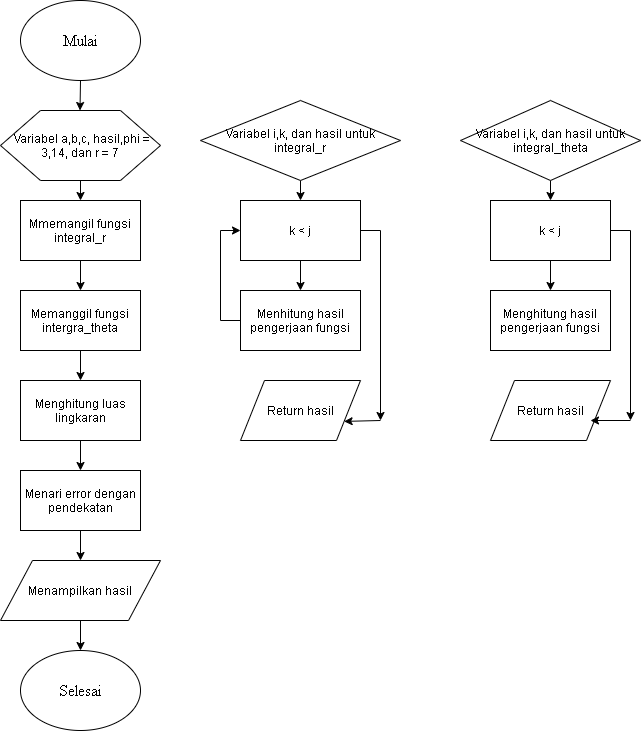 Mulai
Variabel a,b,c, hasil,phi =
3,14, dan r = 7
Mmemangil fungsi
integral_r
Memanggil fungsi
intergra_theta
Menghitung luas
lingkaran
Menari error dengan
pendekatan
Menampilkan hasil
Selesai
Variabel i,k, dan hasil untuk
integral_r
k < j
Menhitung hasil
pengerjaan fungsi
Return hasil
Variabel i,k, dan hasil untuk
integral_theta
k < j
Menghitung hasil
pengerjaan fungsi
Return hasil